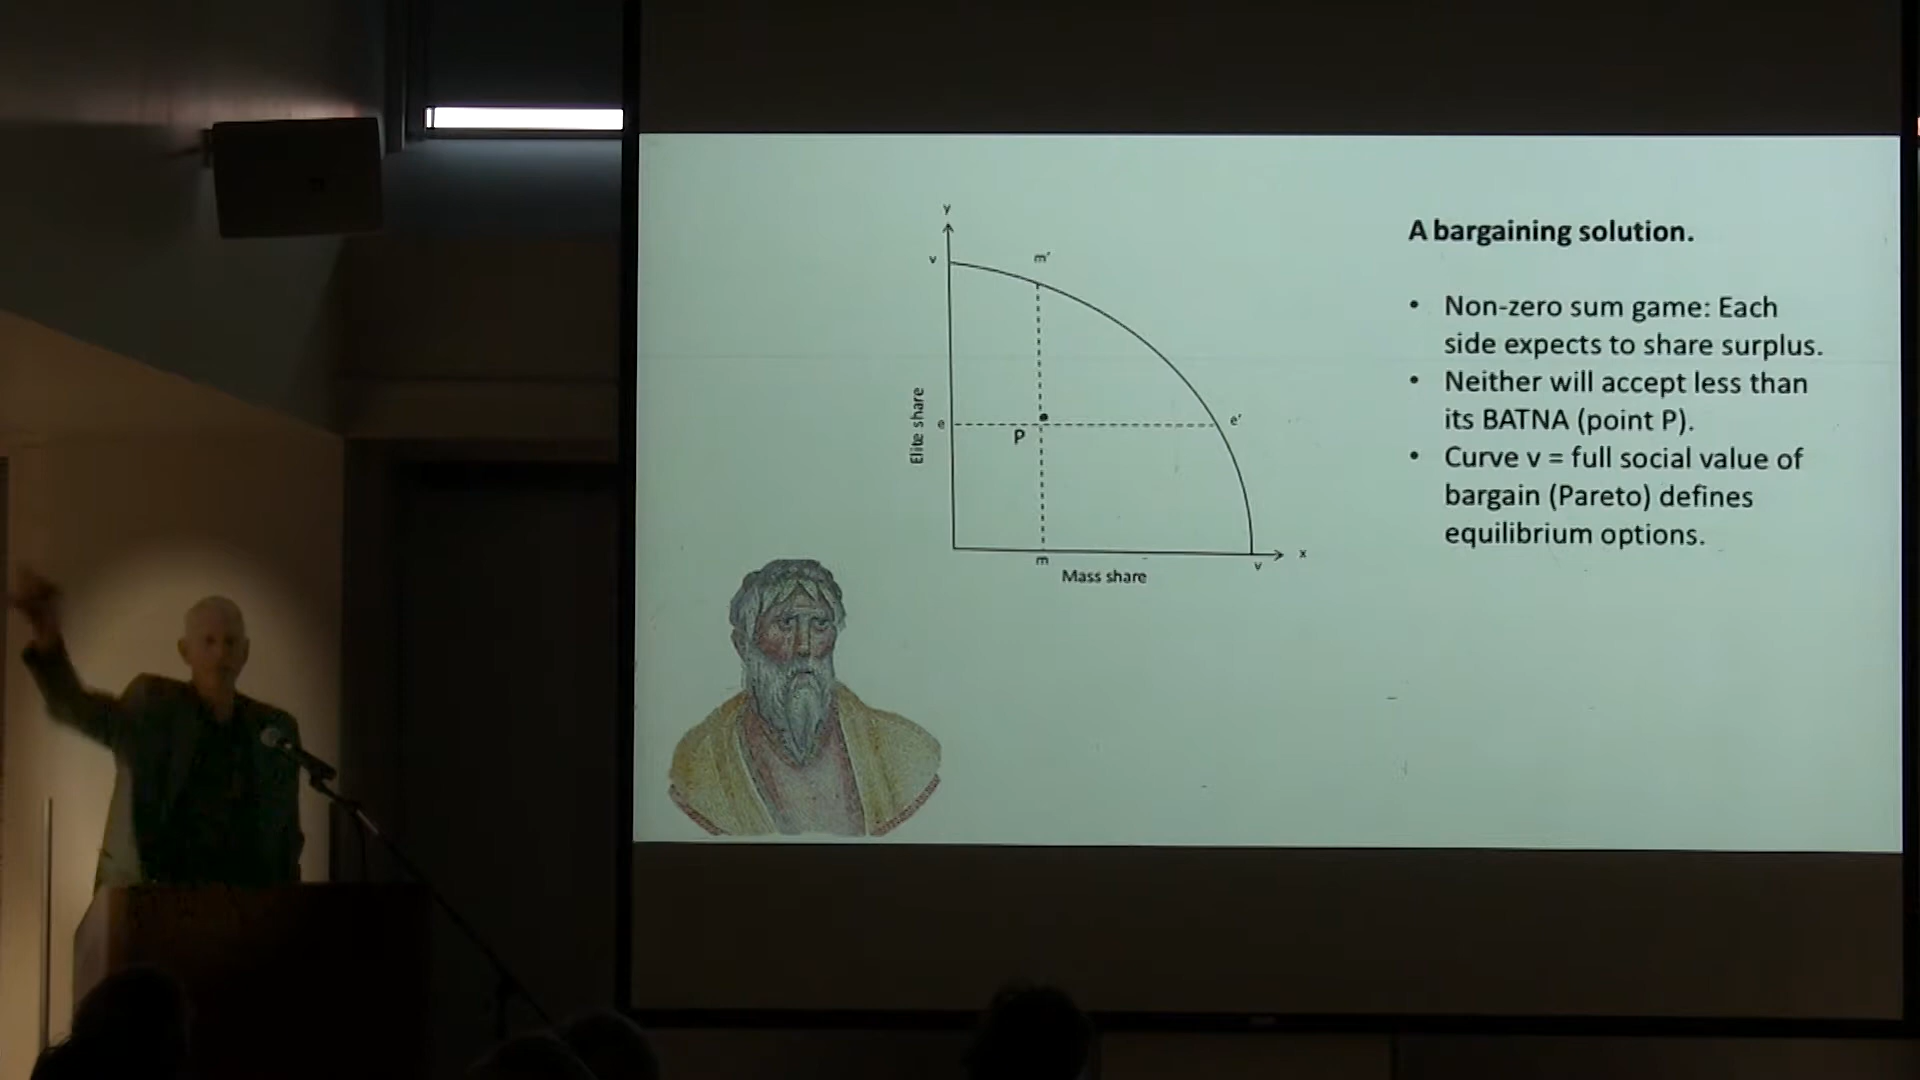 y
v
m'
Elite share
e
e'
P
m
v
x
Mass share
A bargaining solution.
• Non-zero sum game: Each
side expects to share surplus.
• Neither will accept less than
its BATNA (point P).
• Curve v = full social value of
bargain (Pareto) defines
equilibrium options.